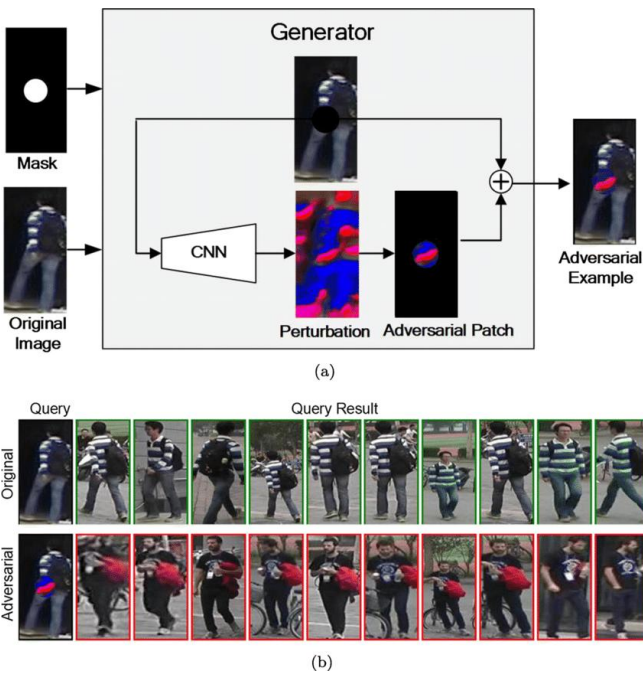 Generator
Mask
CNN
Original
Image
Perturbation
Adversarial Patch
Adversarial
Example
(a)
Query
Query Result
Original
Adversarial
(b)